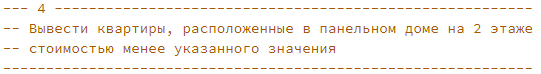 --- 4 --------------------------------------------------------
-- Вывести квартиры, расположенные в панельном доме на 2 этаже
-- стоимостью менее указанного значения
--------------------------------------------------------------